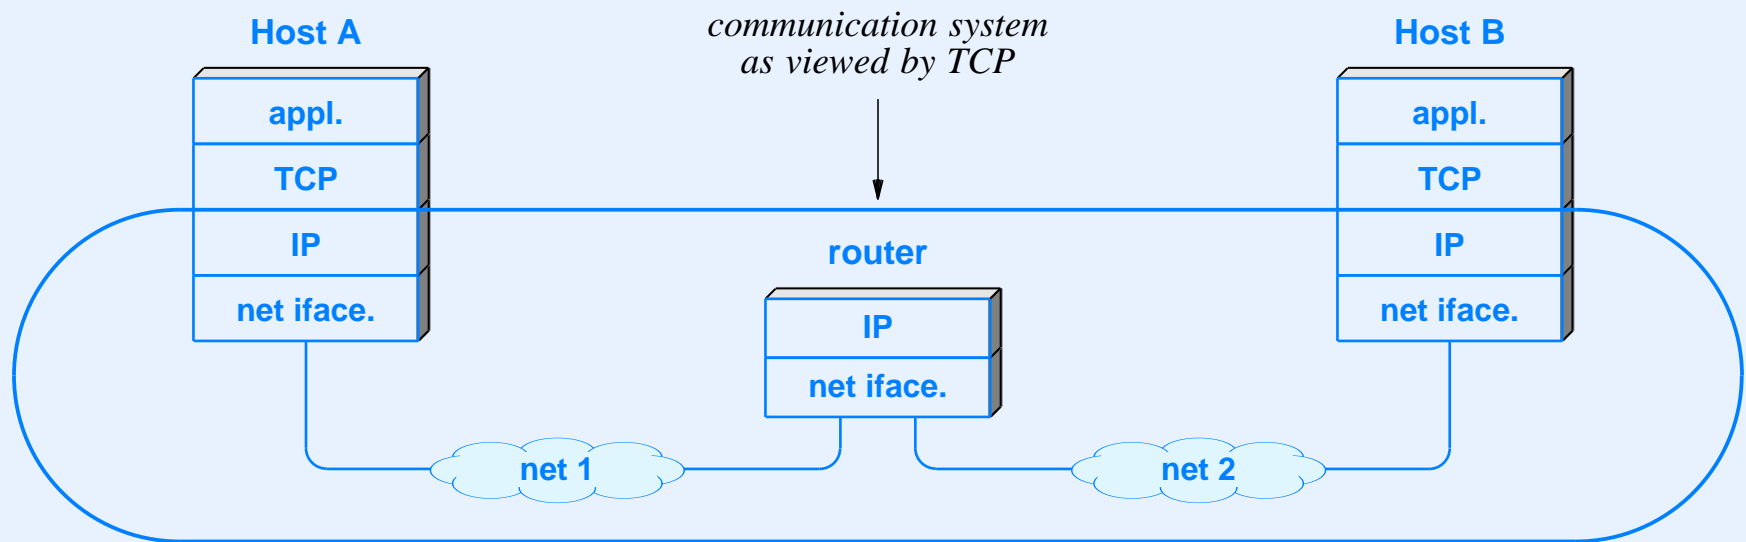 Host A
communication system
as viewed by TCP
Host B
appl.
TCP
IP
net iface.
router
IP
net iface.
appl.
TCP
IP
net iface.
net 1
net 2